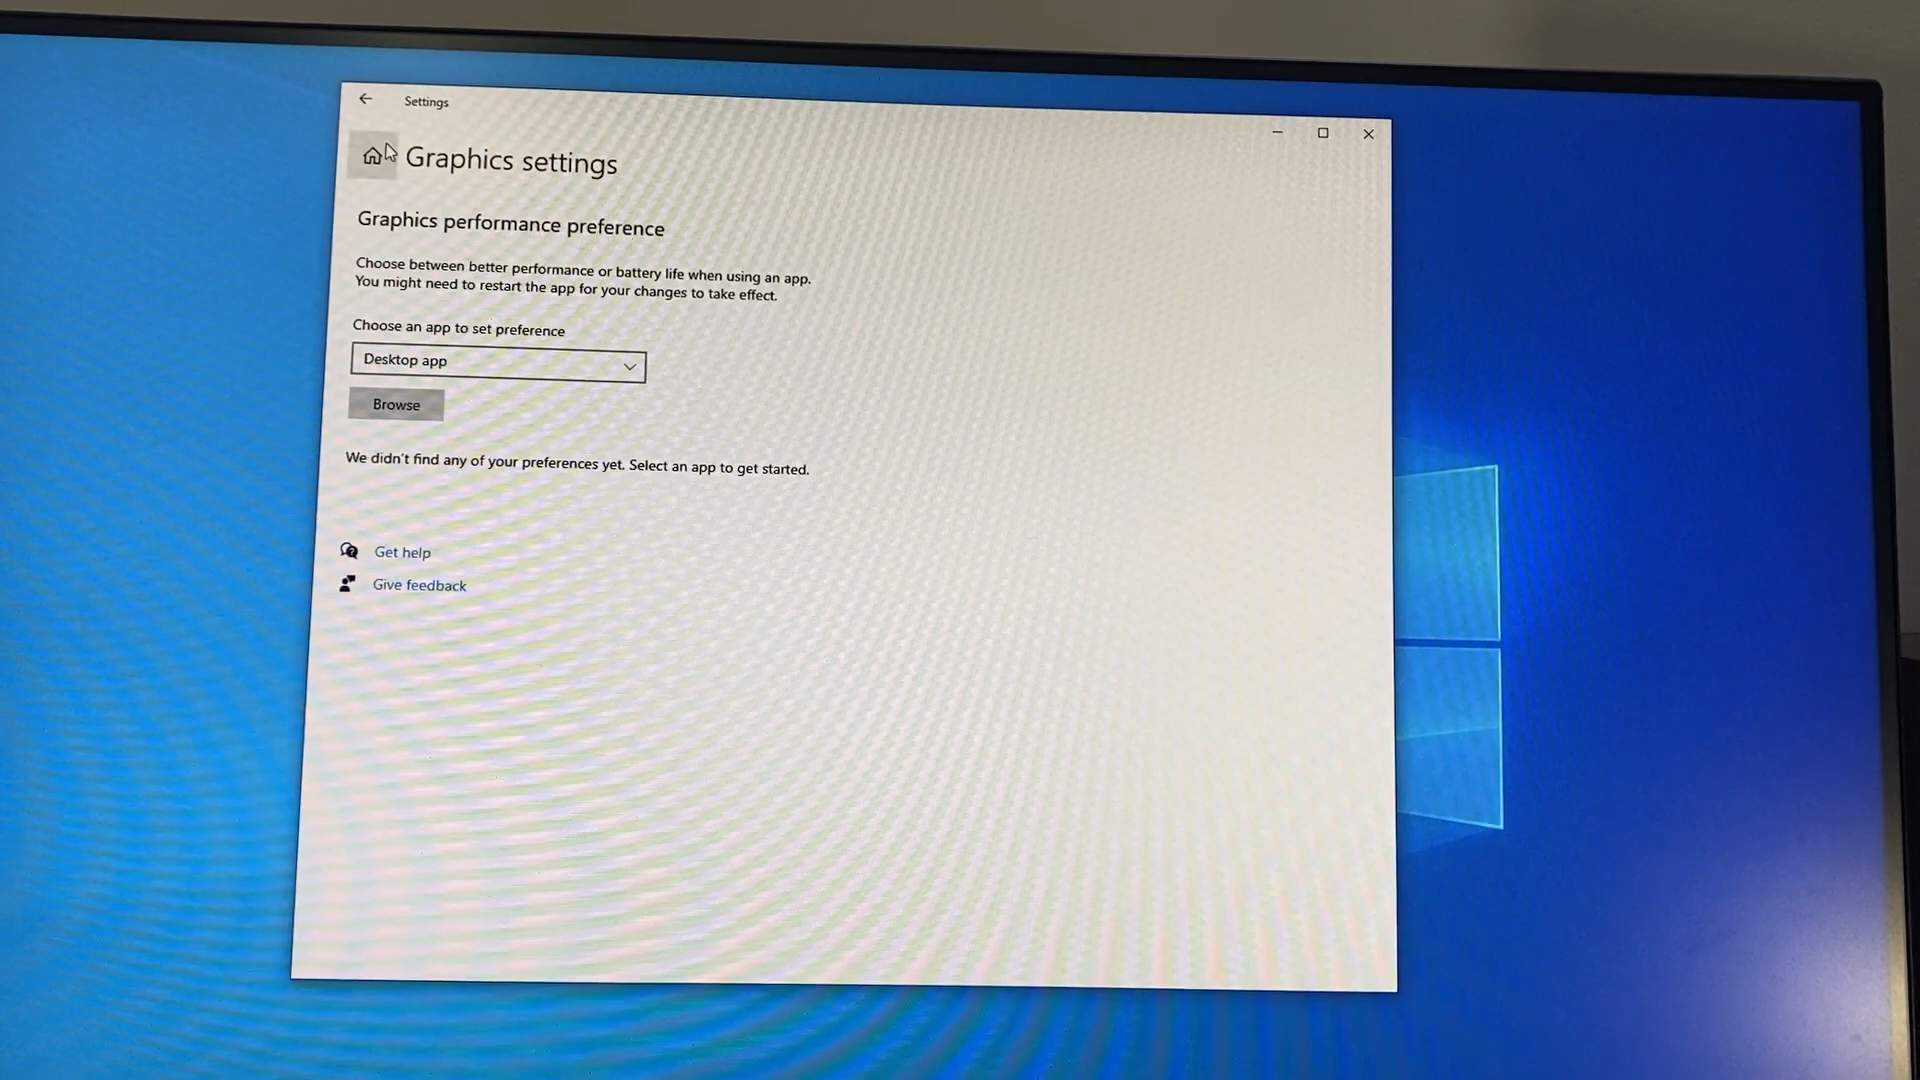 Settings
Graphics settings
Graphics performance preference
Choose between better performance or battery life when using an app.
You might need to restart the app for your changes to take effect.
Choose an app to set preference
Desktop app
Browse
We didn't find any of your preferences yet. Select an app to get started.
Get help
Give feedback